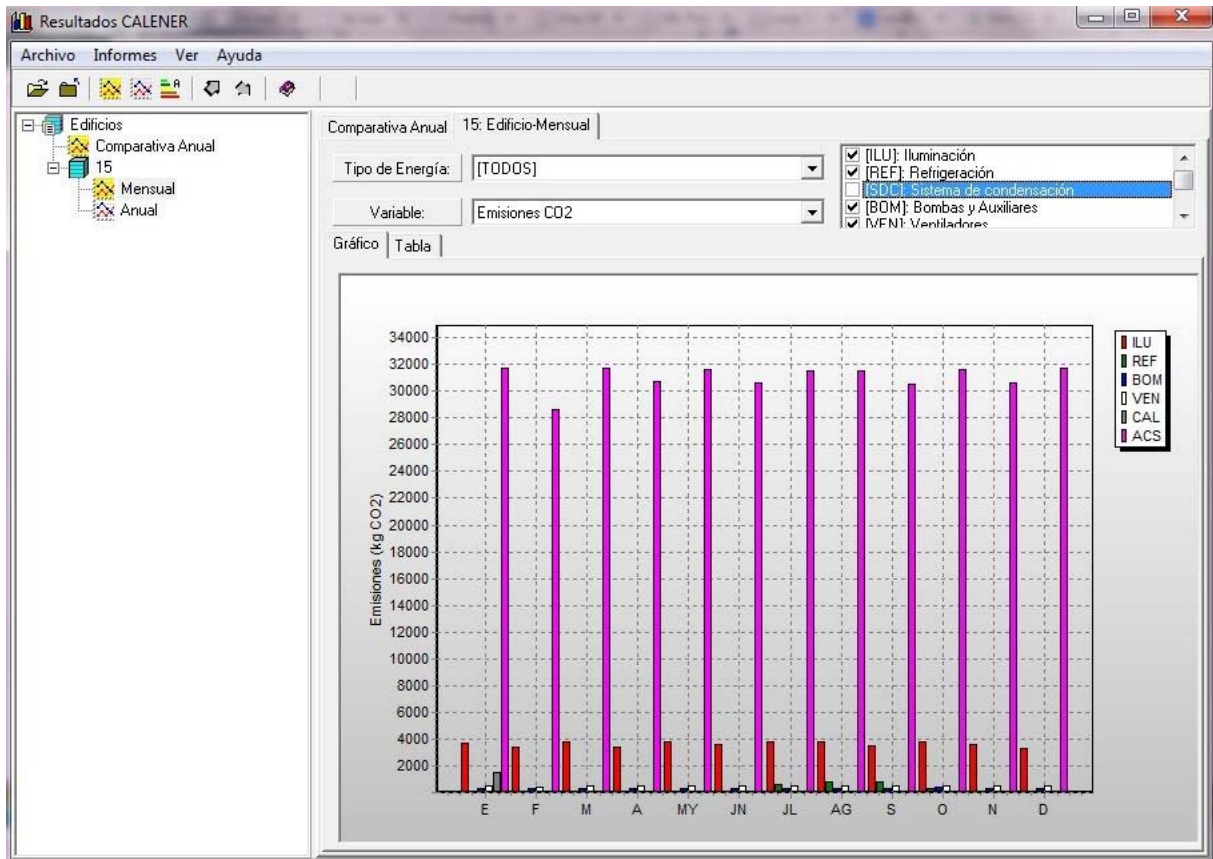 Resultados CALENER
Archivo Informes Ver Ayuda
Edificios
Comparativa Anual
15
Mensual
Anual
Comparativa Anual 15: Edificio-Mensual
Tipo de Energía: [TODOS]
Variable: Emisiones CO2
[ILU]: Iluminación
[REF]: Refrigeración
[SDC]: Sistema de condensación
[BOM]: Bombas y Auxiliares
[VEN]: Ventiladores
Gráfico Tabla
Emisiones (kg CO2)
34000
32000
30000
28000
26000
24000
22000
20000
18000
16000
14000
12000
10000
8000
6000
4000
2000
E F M A MY JN JL AG S O N D
ILU
REF
BOM
VEN
CAL
ACS